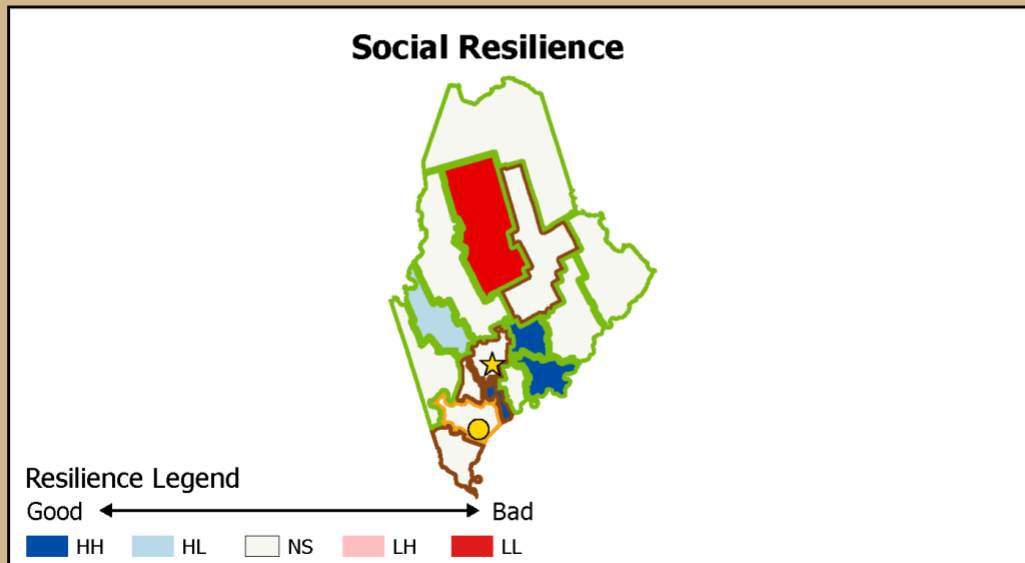 Social Resilience
Resilience Legend
Good Bad
HH HL NS LH LL